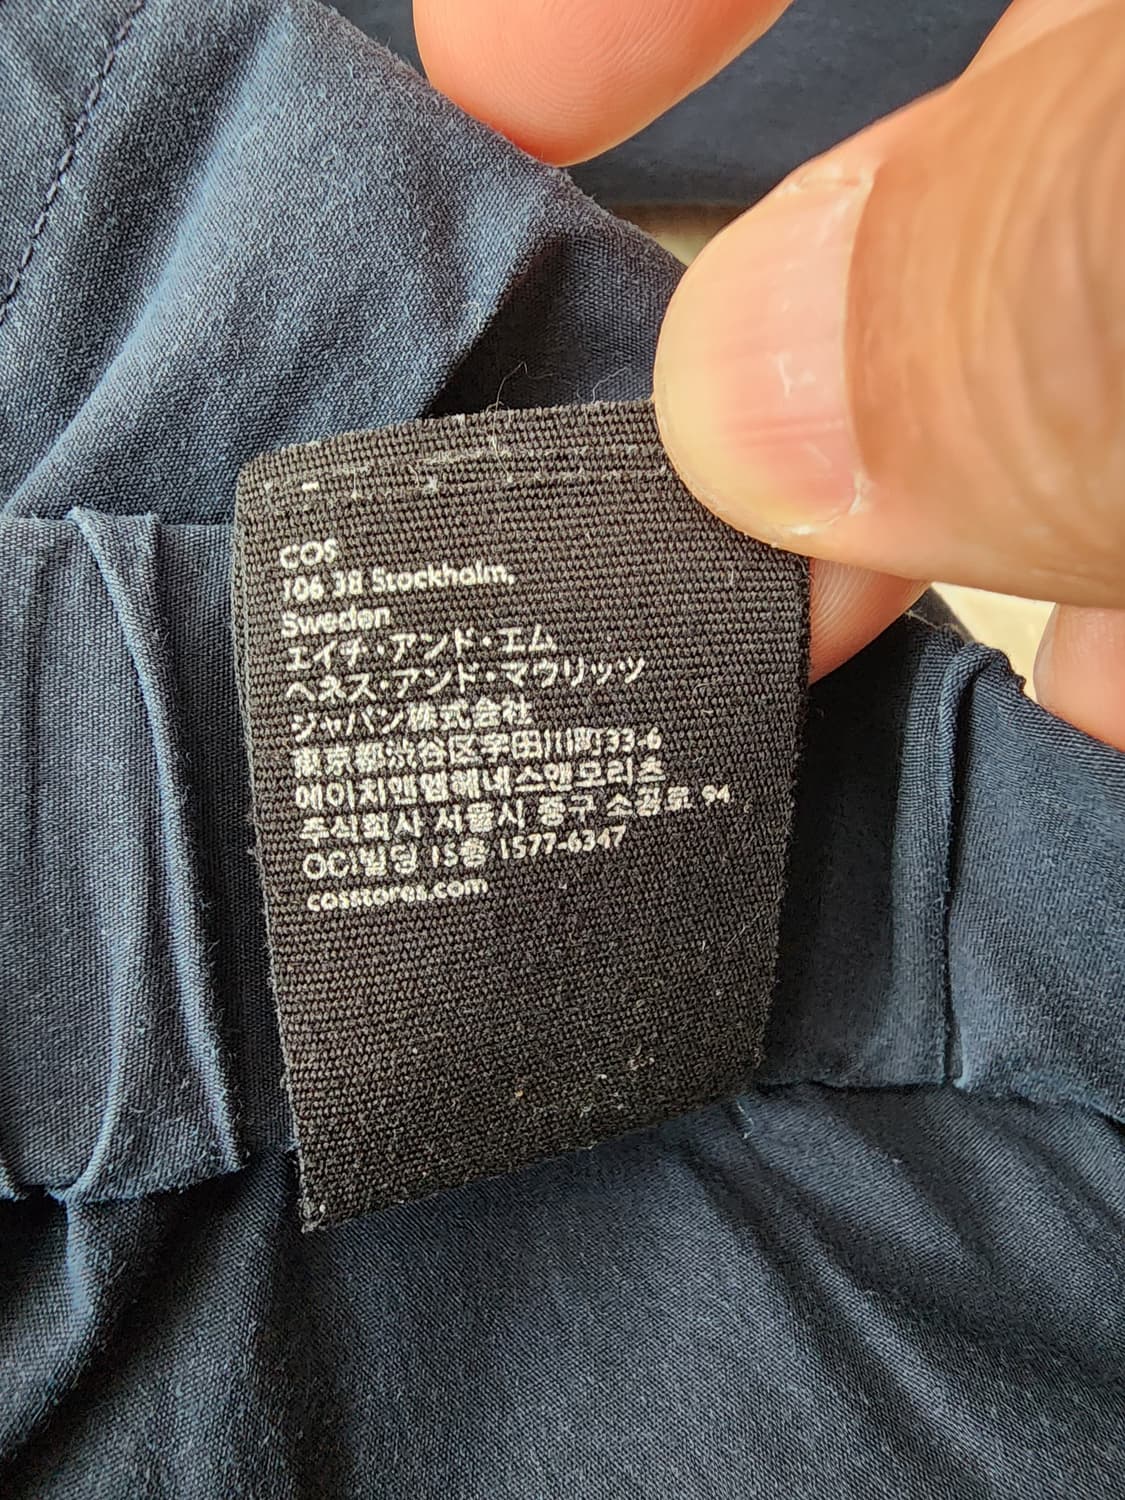 COS
106 38 Stockholm,
Sweden
エイチ・アンド・エム
ヘネス・アンド・マウリッツ
ジャパン株式会社
東京都渋谷区宇田川町33-6
에이치앤엠헤네스앤모리츠
주식회사 서울시 중구 소공로 94
OCI빌딩 15층 1577-6347
cosstores.com